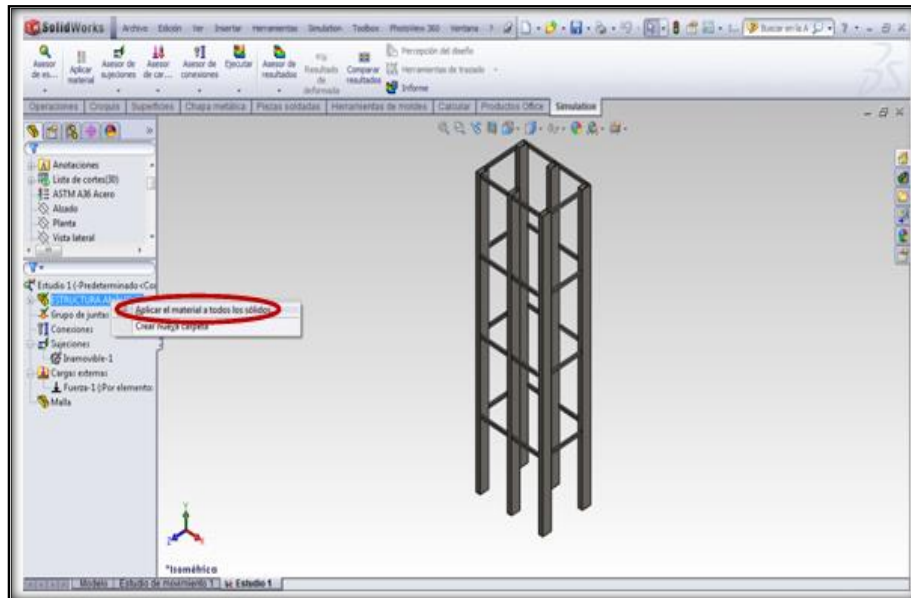 SolidWorks Archivo Edición Ver Insertar Herramientas Simulation Toolbox PhotoView 360 Ventana ?
Asesor de es... Aplicar material Asesor de sujeciones Asesor de car... Asesor de conexiones Ejecutar Asesor de resultados Resultado de deformada Comparar resultados
Percepción del diseño
Herramientas de trazado
Informe
Operaciones Croquis Superficies Chapa metálica Piezas soldadas Herramientas de moldes Calcular Productos Office Simulation
Anotaciones
Lista de cortes(30)
ASTM A36 Acero
Alzado
Planta
Vista lateral
Estudio 1 (-Predeterminado<Co
Grupo de juntas
Conexiones
Sujeciones
Inamovible-1
Cargas externas
Fuerza-1 (:Por elemento:
Malla
Aplicar el material a todos los sólidos
Crear nueva carpeta
Y
Z
X
*Isométrica
Modelo Estudio de movimiento 1 Estudio 1